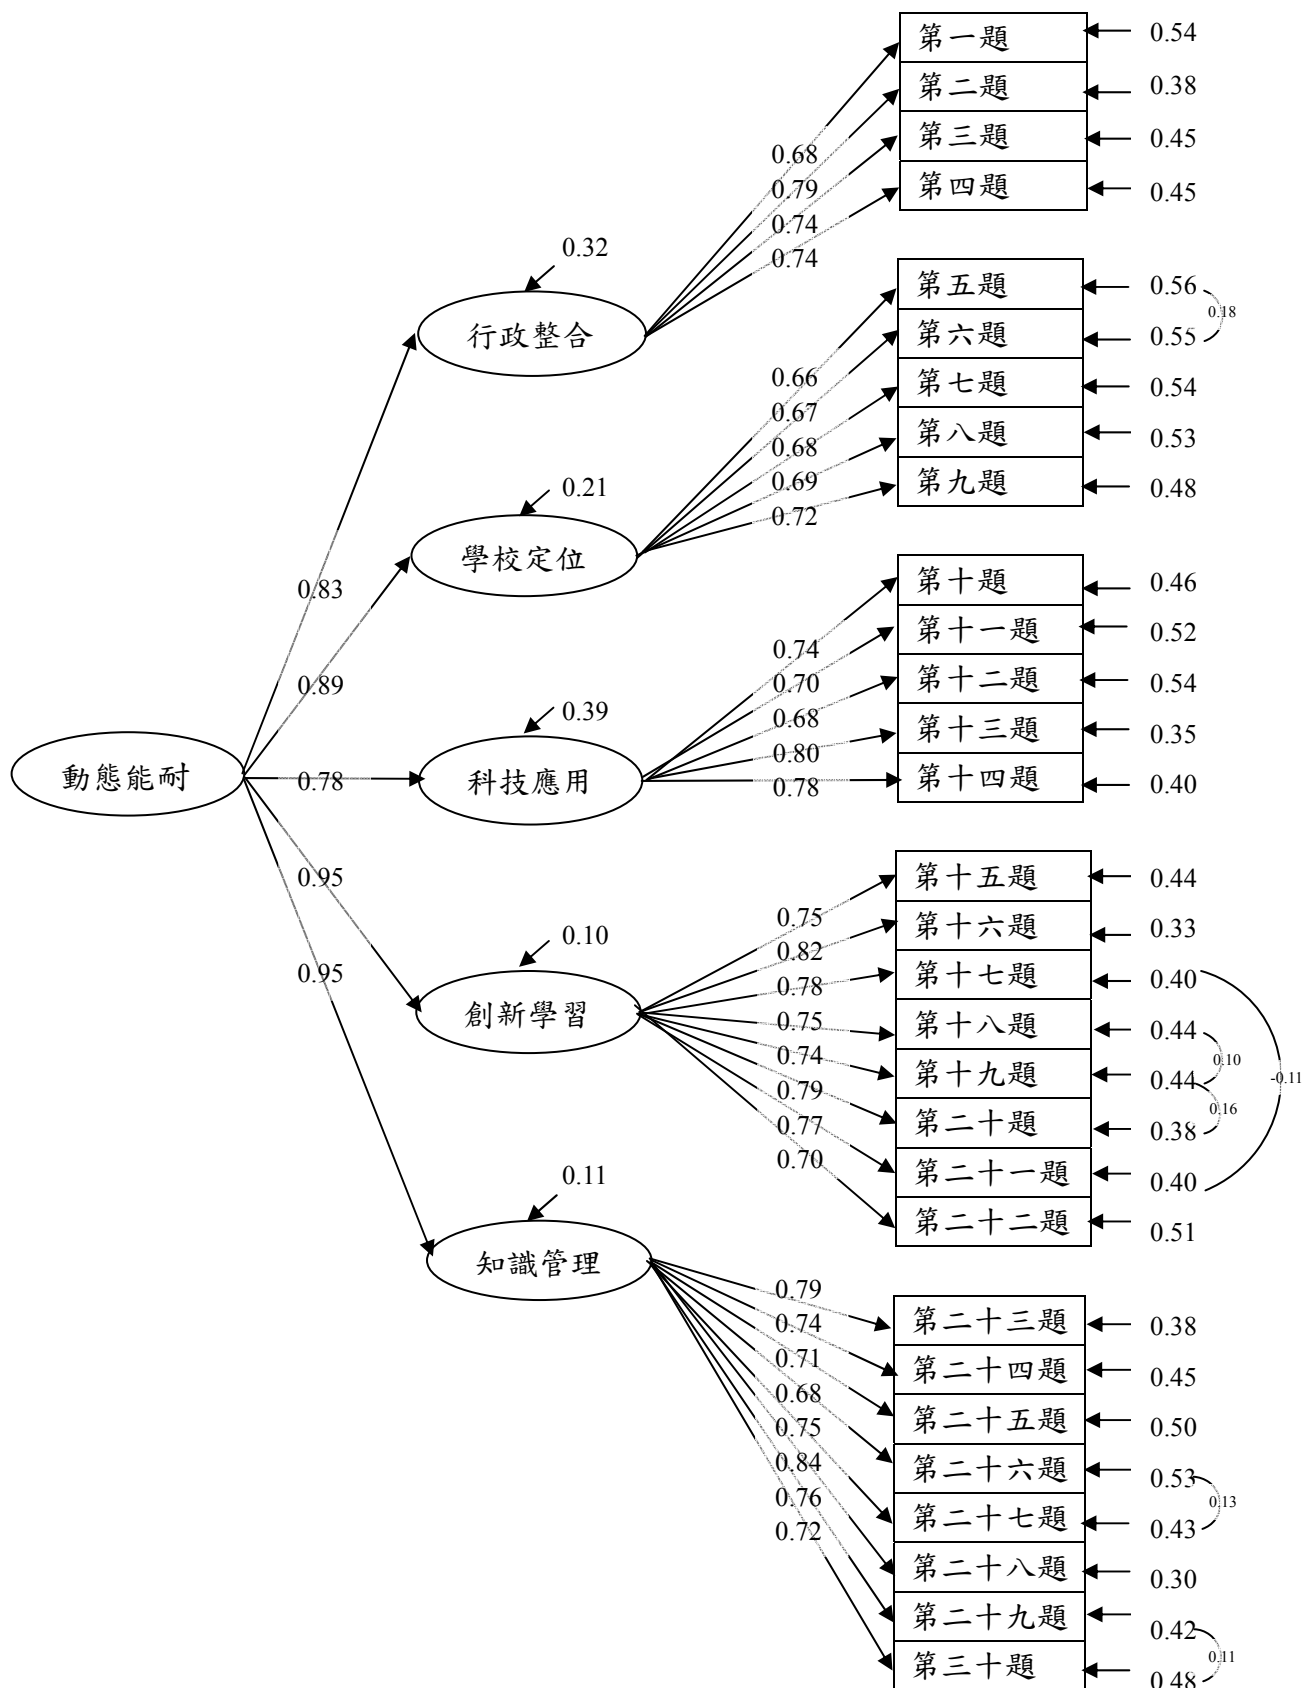 第一題 0.54
第二題 0.38
第三題 0.45
第四題 0.45
0.68
0.79
0.74
0.74
0.32
行政整合
第五題 0.56
0.18
第六題 0.55
第七題 0.54
第八題 0.53
第九題 0.48
0.66
0.67
0.68
0.69
0.72
0.21
學校定位
0.83
0.89
0.78
0.95
0.95
動態能耐
第十題 0.46
第十一題 0.52
第十二題 0.54
第十三題 0.35
第十四題 0.40
0.74
0.70
0.68
0.80
0.78
0.39
科技應用
第十五題 0.44
第十六題 0.33
第十七題 0.40
第十八題 0.44
0.10
-0.11
第十九題 0.44
0.16
第二十題 0.38
第二十一題 0.40
第二十二題 0.51
0.75
0.82
0.78
0.75
0.74
0.79
0.77
0.70
0.10
創新學習
0.11
知識管理
0.79
0.74
0.71
0.68
0.75
0.84
0.76
0.72
第二十三題 0.38
第二十四題 0.45
第二十五題 0.50
第二十六題 0.53
0.13
第二十七題 0.43
第二十八題 0.30
第二十九題 0.42
0.11
第三十題 0.48